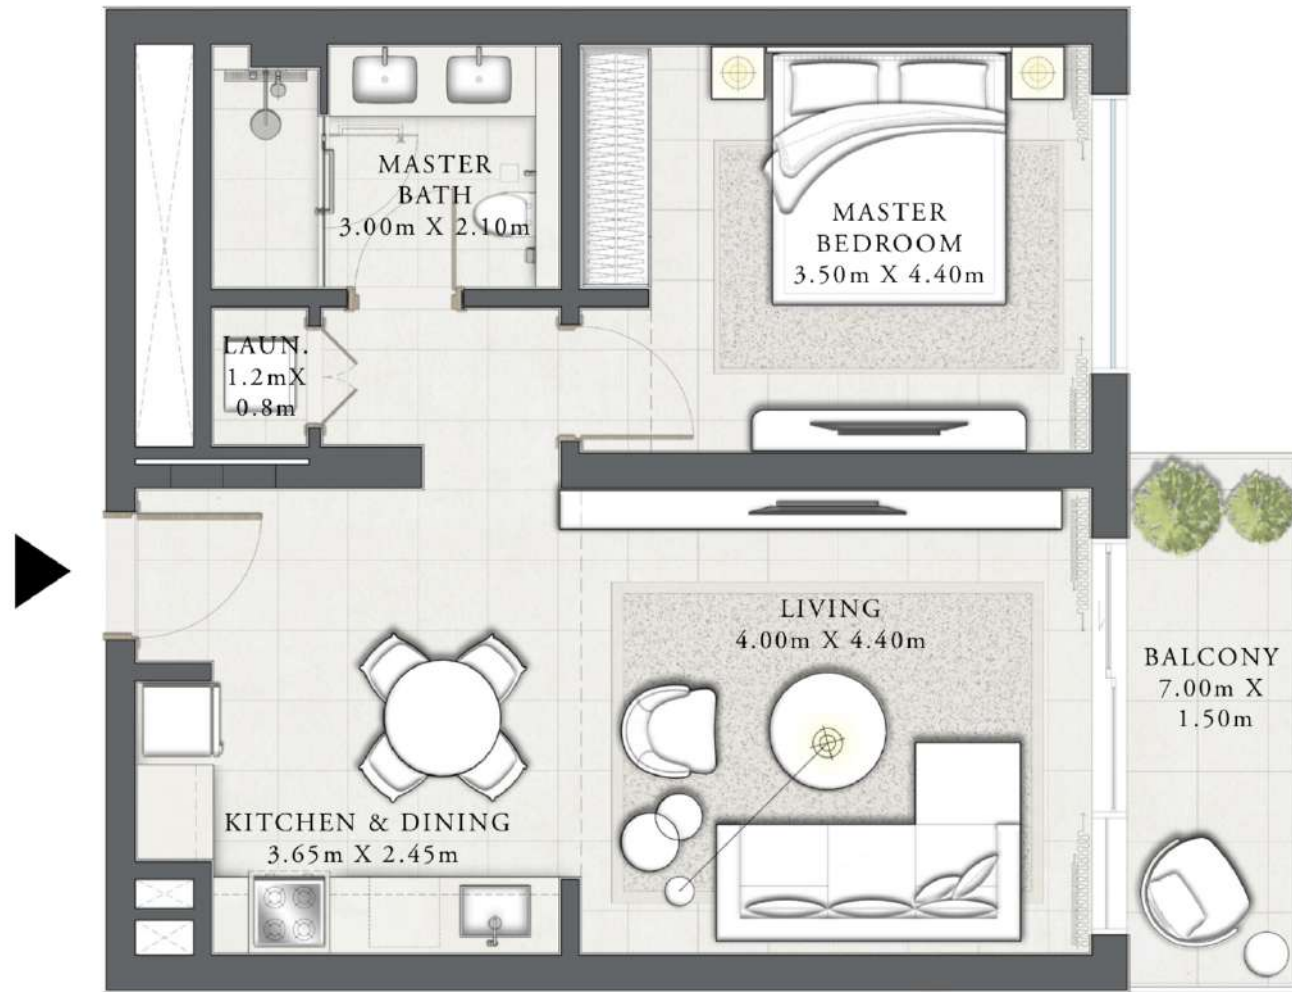 MASTER
BATH
3.00m X 2.10m
MASTER
BEDROOM
3.50m X 4.40m
LAUN.
1.2mX
0.8m
LIVING
4.00m X 4.40m
BALCONY
7.00m X
1.50m
KITCHEN & DINING
3.65m X 2.45m